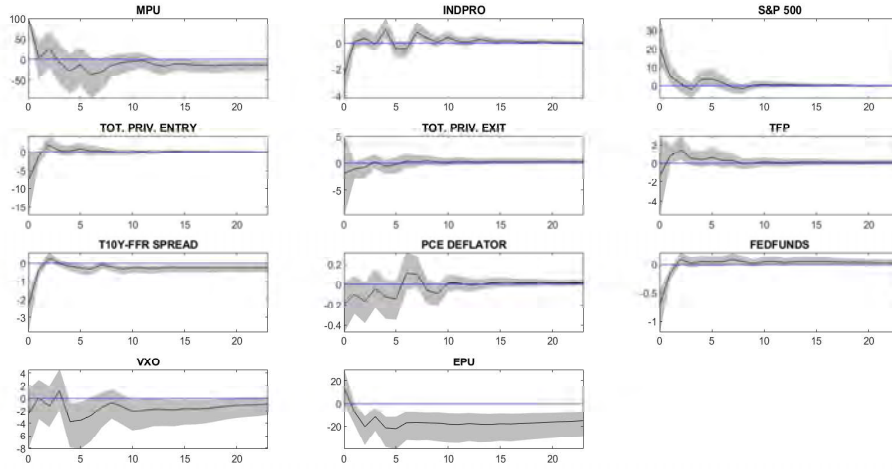 MPU INDPRO S&P 500
100 0 -50
0 -2 -4
30 20 10 0
0 5 10 15 20 0 5 10 15 20 0 5 10 15 20
TOT. PRIV. ENTRY TOT. PRIV. EXIT TFP
0 -5 -10 -15
5 0 -5
2 0 -2 -4
0 5 10 15 20 0 5 10 15 20 0 5 10 15 20
T10Y-FFR SPREAD PCE DEFLATOR FEDFUNDS
0 1 2 -3
0.2 0 -0.2 -0.4
0 -0.5 -1
0 5 10 15 20 0 5 10 15 20 0 5 10 15 20
VXO EPU
4 2 0 -2 -4 -6 -8
20 0 -20
0 5 10 15 20 0 5 10 15 20